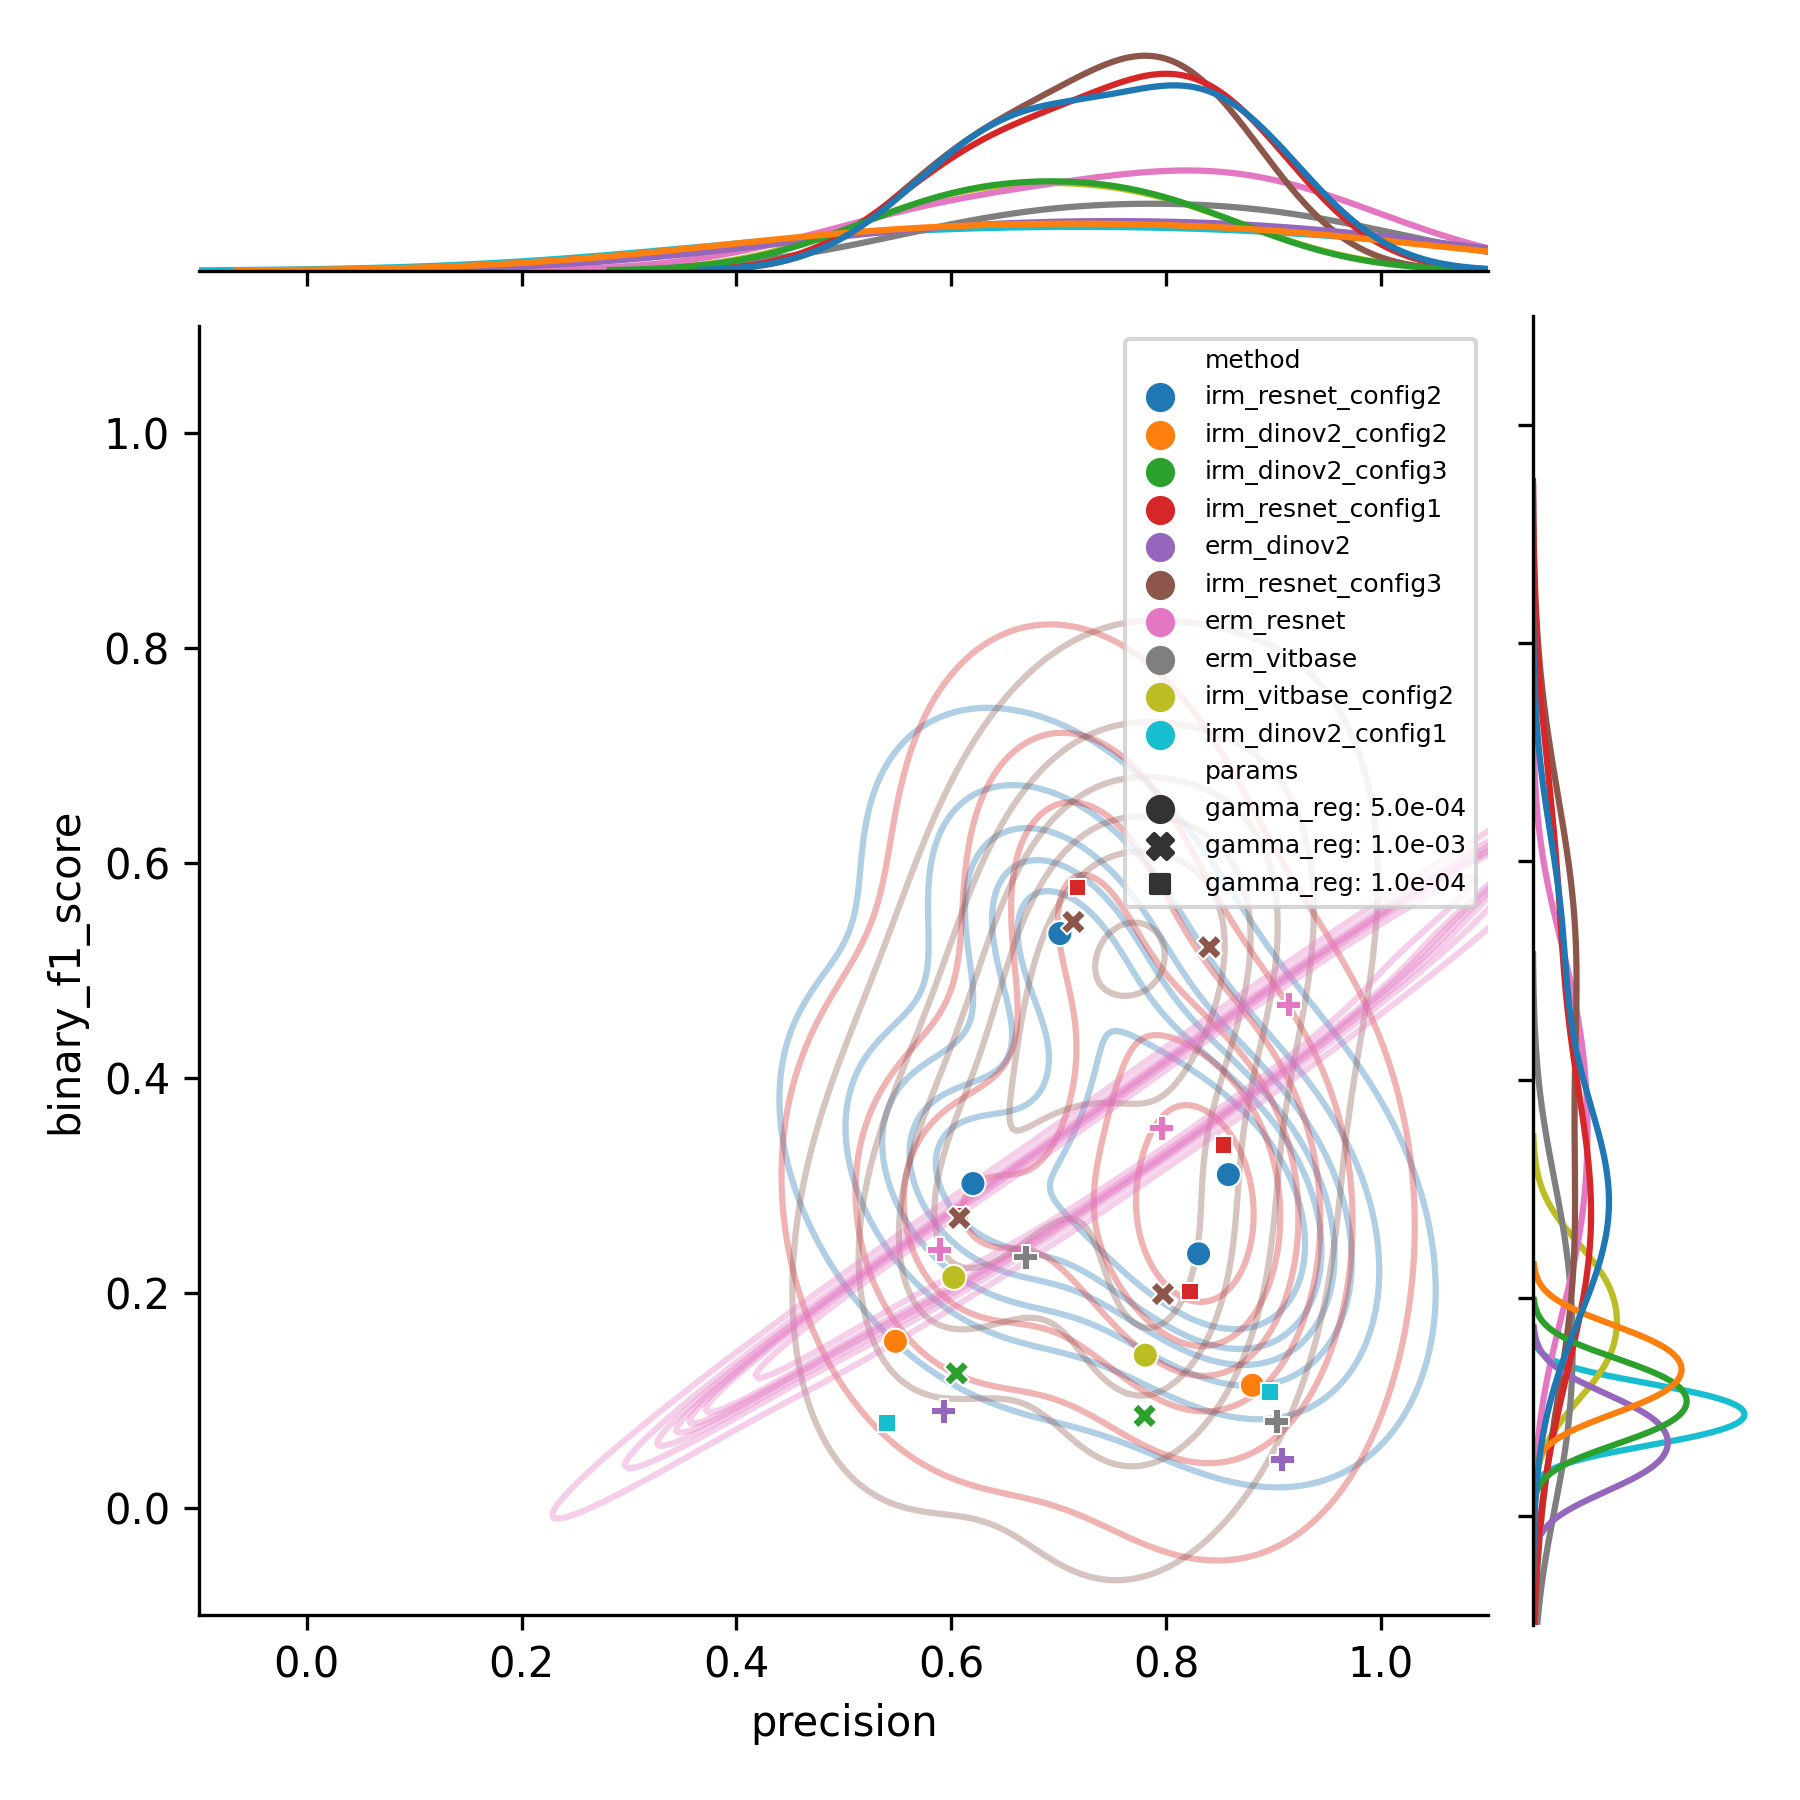 method
irm_resnet_config2
irm_dinov2_config2
irm_dinov2_config3
irm_resnet_config1
erm_dinov2
irm_resnet_config3
erm_resnet
erm_vitbase
irm_vitbase_config2
irm_dinov2_config1
params
gamma_reg: 5.0e-04
gamma_reg: 1.0e-03
gamma_reg: 1.0e-04
1.0
0.8
0.6
0.4
0.2
0.0
binary_f1_score
0.0 0.2 0.4 0.6 0.8 1.0
precision